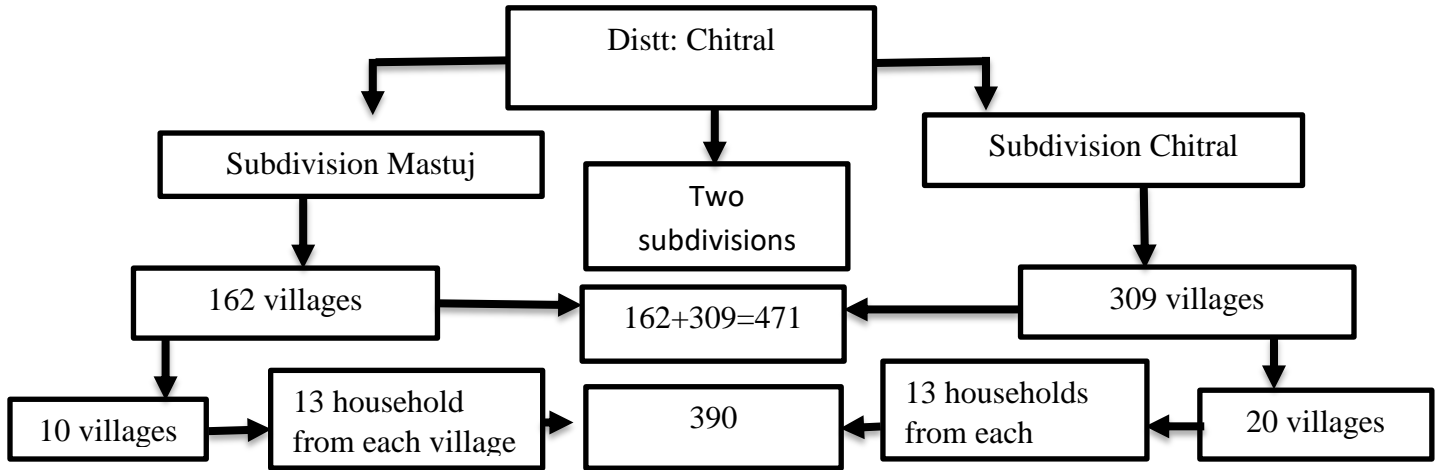 Distt: Chitral
Subdivision Mastuj
Subdivision Chitral
Two
subdivisions
162 villages
162+309=471
309 villages
10 villages
13 household
from each village
390
13 households
from each
20 villages